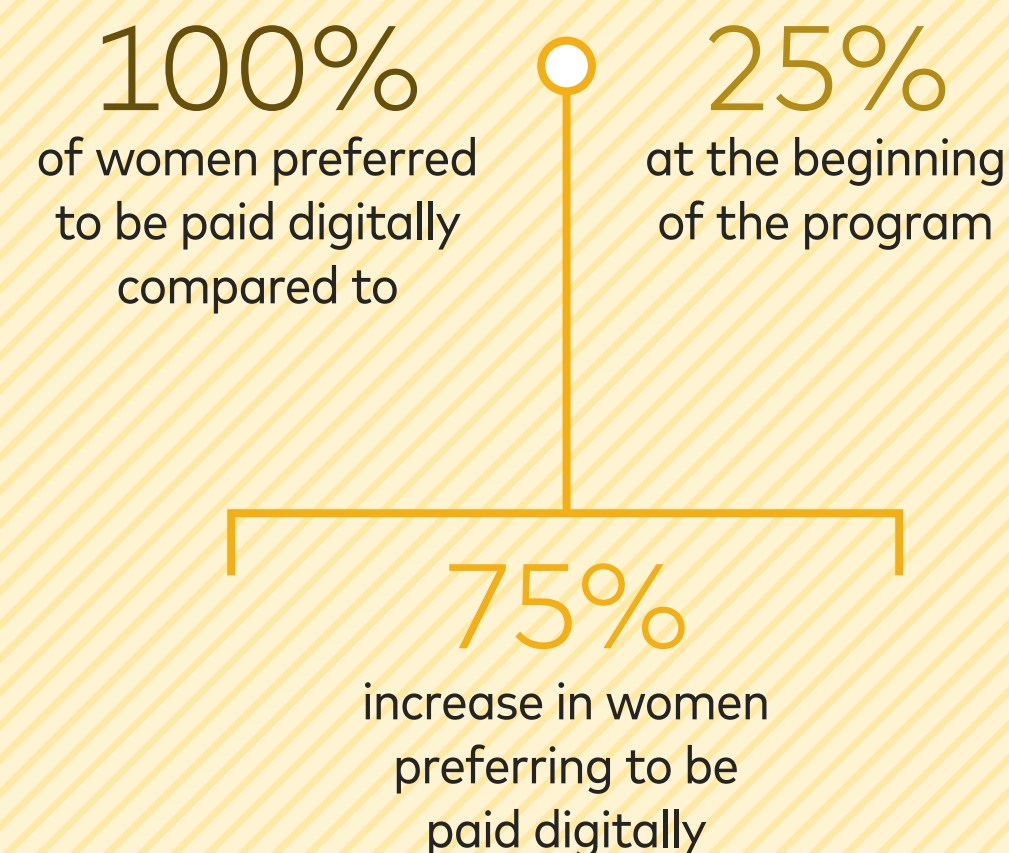 100%
of women preferred
to be paid digitally
compared to
25%
at the beginning
of the program
75%
increase in women
preferring to be
paid digitally